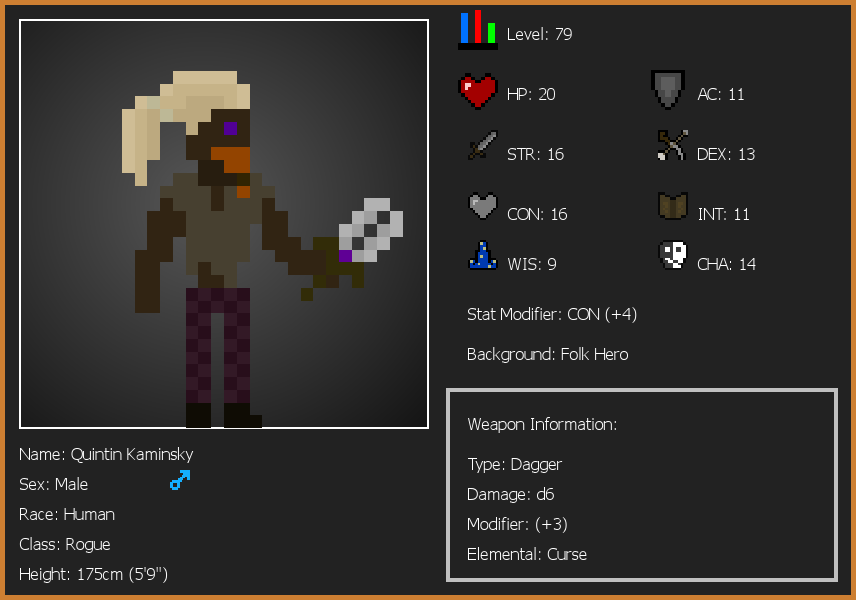 Level: 79
HP: 20
AC: 11
STR: 16
DEX: 13
CON: 16
INT: 11
WIS: 9
CHA: 14
Stat Modifier: CON (+4)
Background: Folk Hero
Weapon Information:
Type: Dagger
Damage: d6
Modifier: (+3)
Elemental: Curse
Name: Quintin Kaminsky
Sex: Male
Race: Human
Class: Rogue
Height: 175cm (5'9")